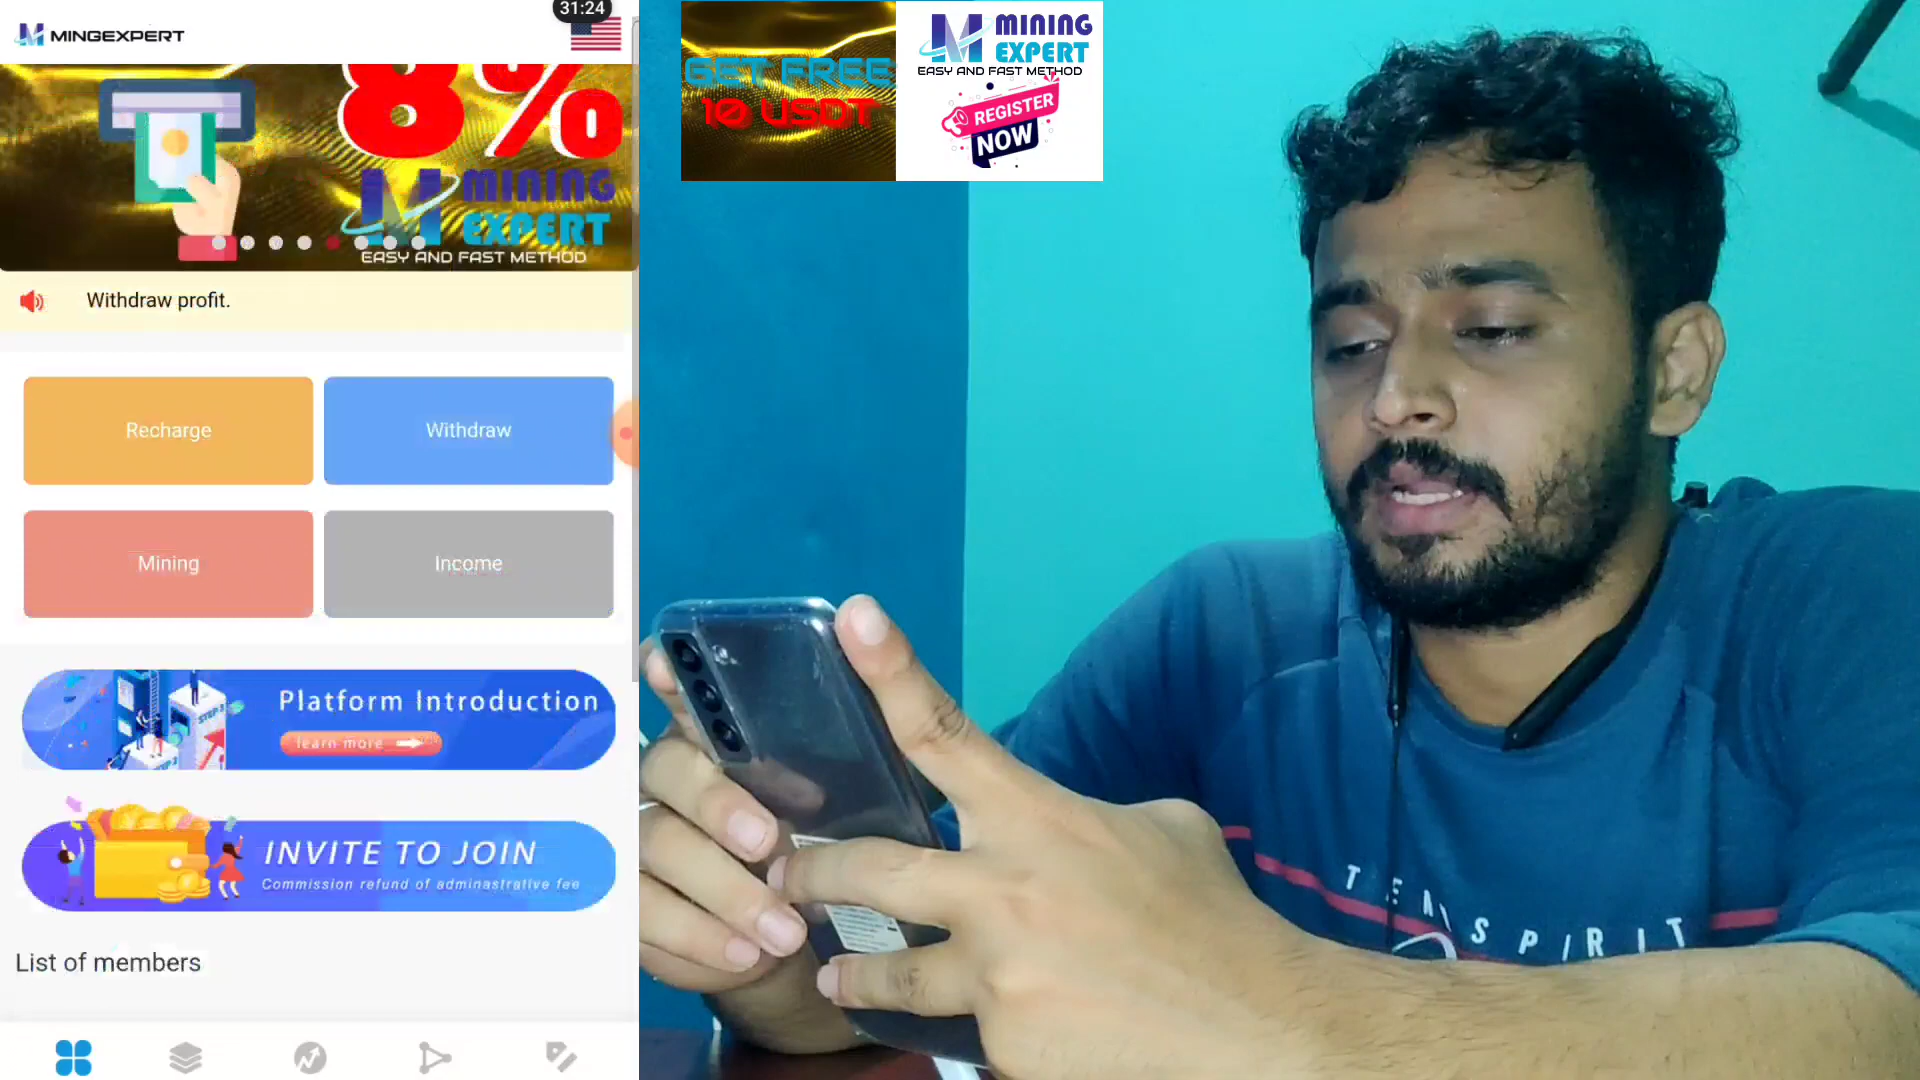 31:24
MINGEXPERT
8%
MINING
EXPERT
EASY AND FAST METHOD
Withdraw profit.
Recharge
Withdraw
Mining
Income
STEP 3
Platform Introduction
learn more
INVITE TO JOIN
Commission refund of adminastrative fee
List of members
GET FREE
10 USDT
MINING
EXPERT
EASY AND FAST METHOD
REGISTER
NOW
SPIRIT